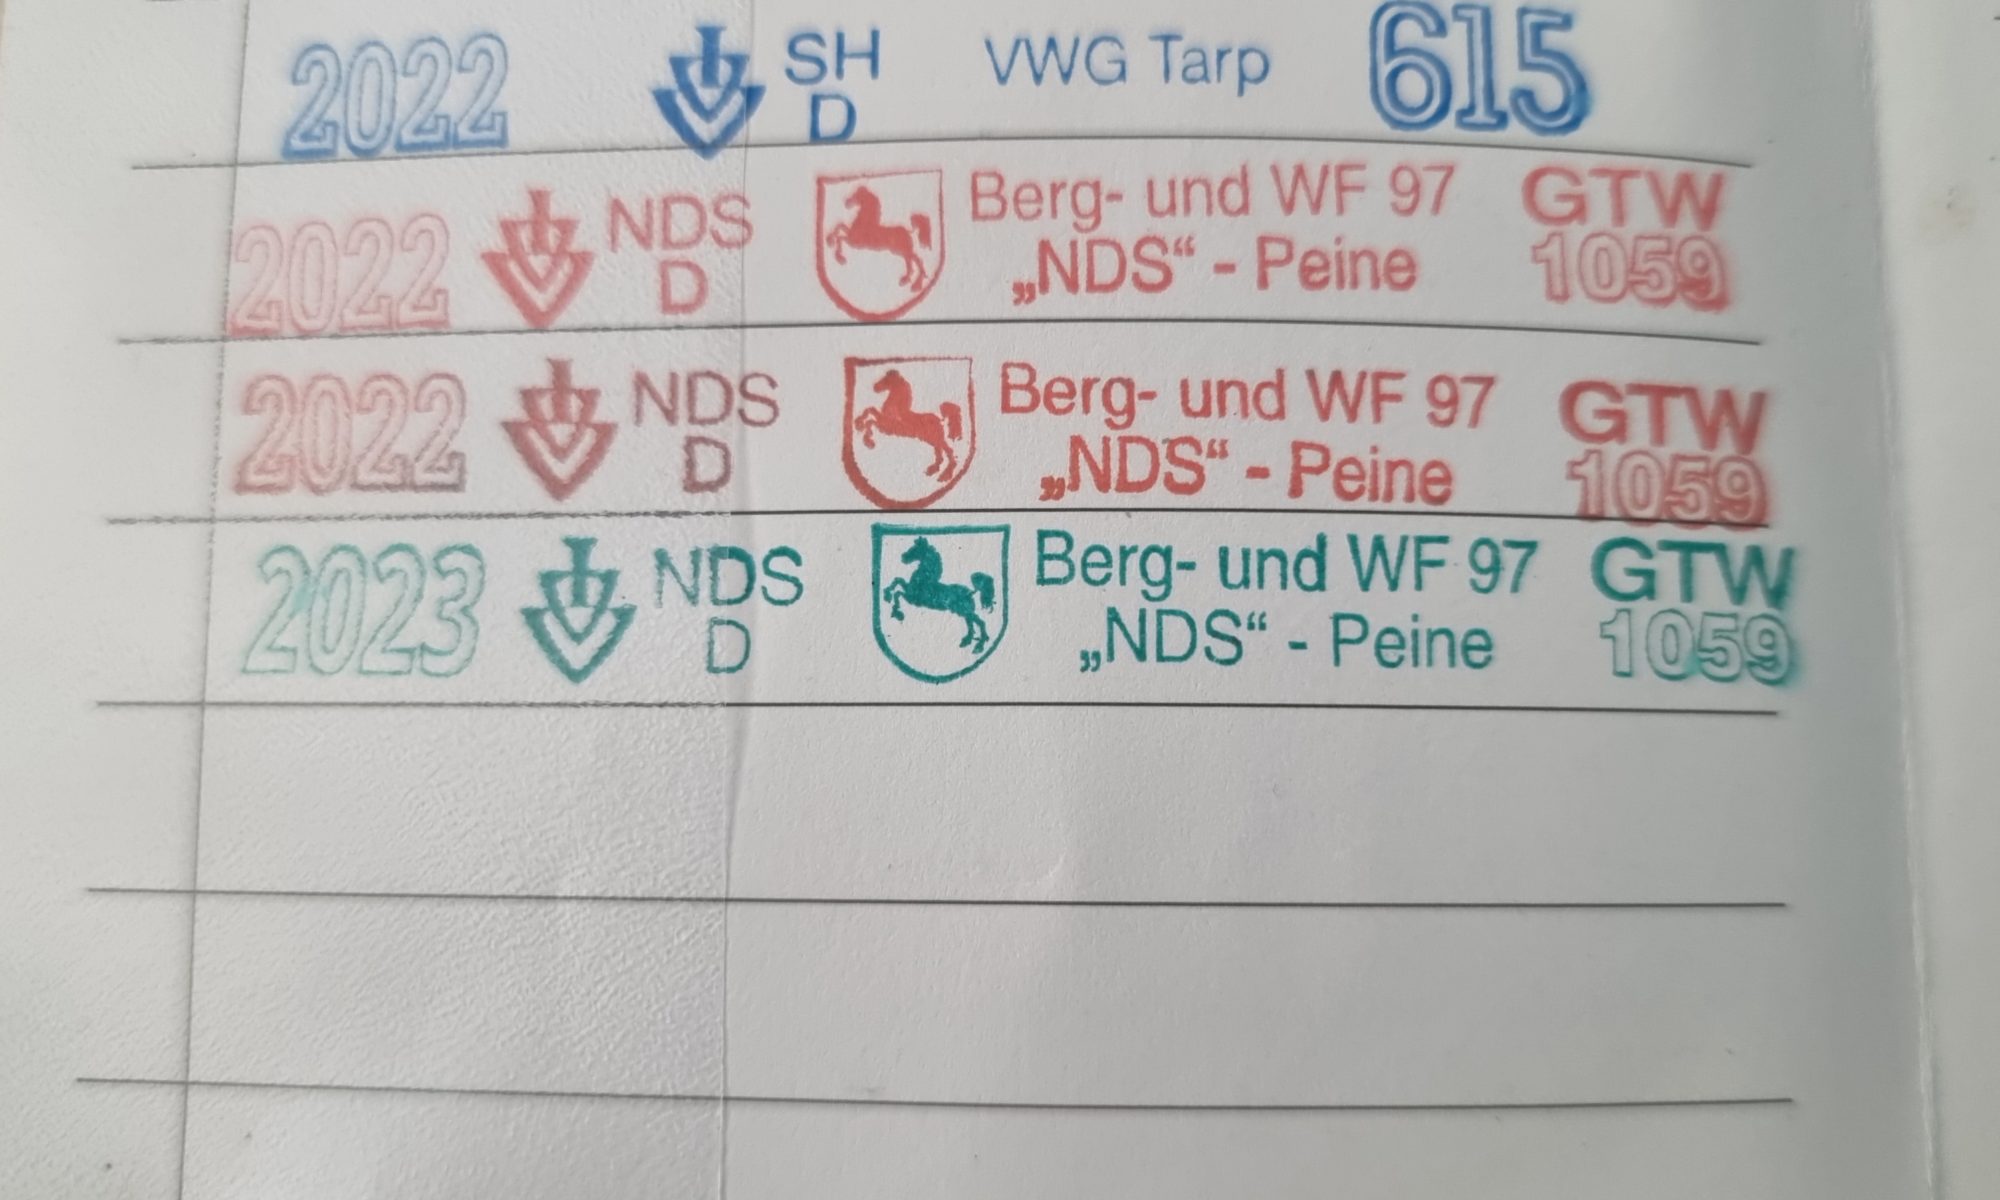 2022 SH VWG Tarp 615
D
2022 NDS Berg- und WF 97 GTW
D „NDS“ - Peine 1059
2022 NDS Berg- und WF 97 GTW
D „NDS“ - Peine 1059
2023 NDS Berg- und WF 97 GTW
D „NDS“ - Peine 1059